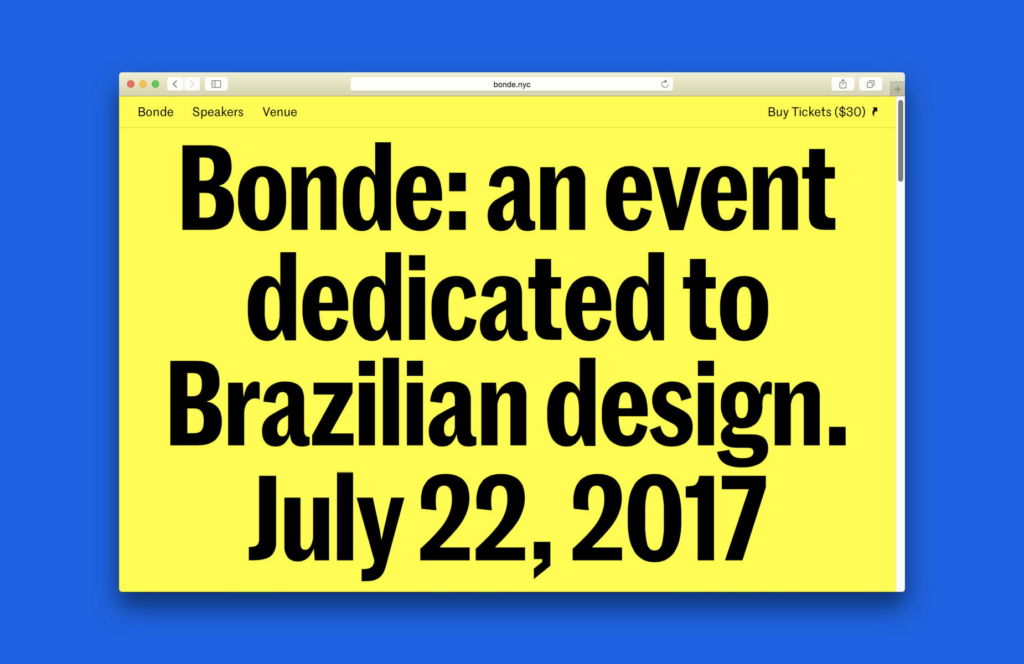 bonde.nyc
Bonde Speakers Venue Buy Tickets ($30)
Bonde: an event
dedicated to
Brazilian design.
July 22, 2017